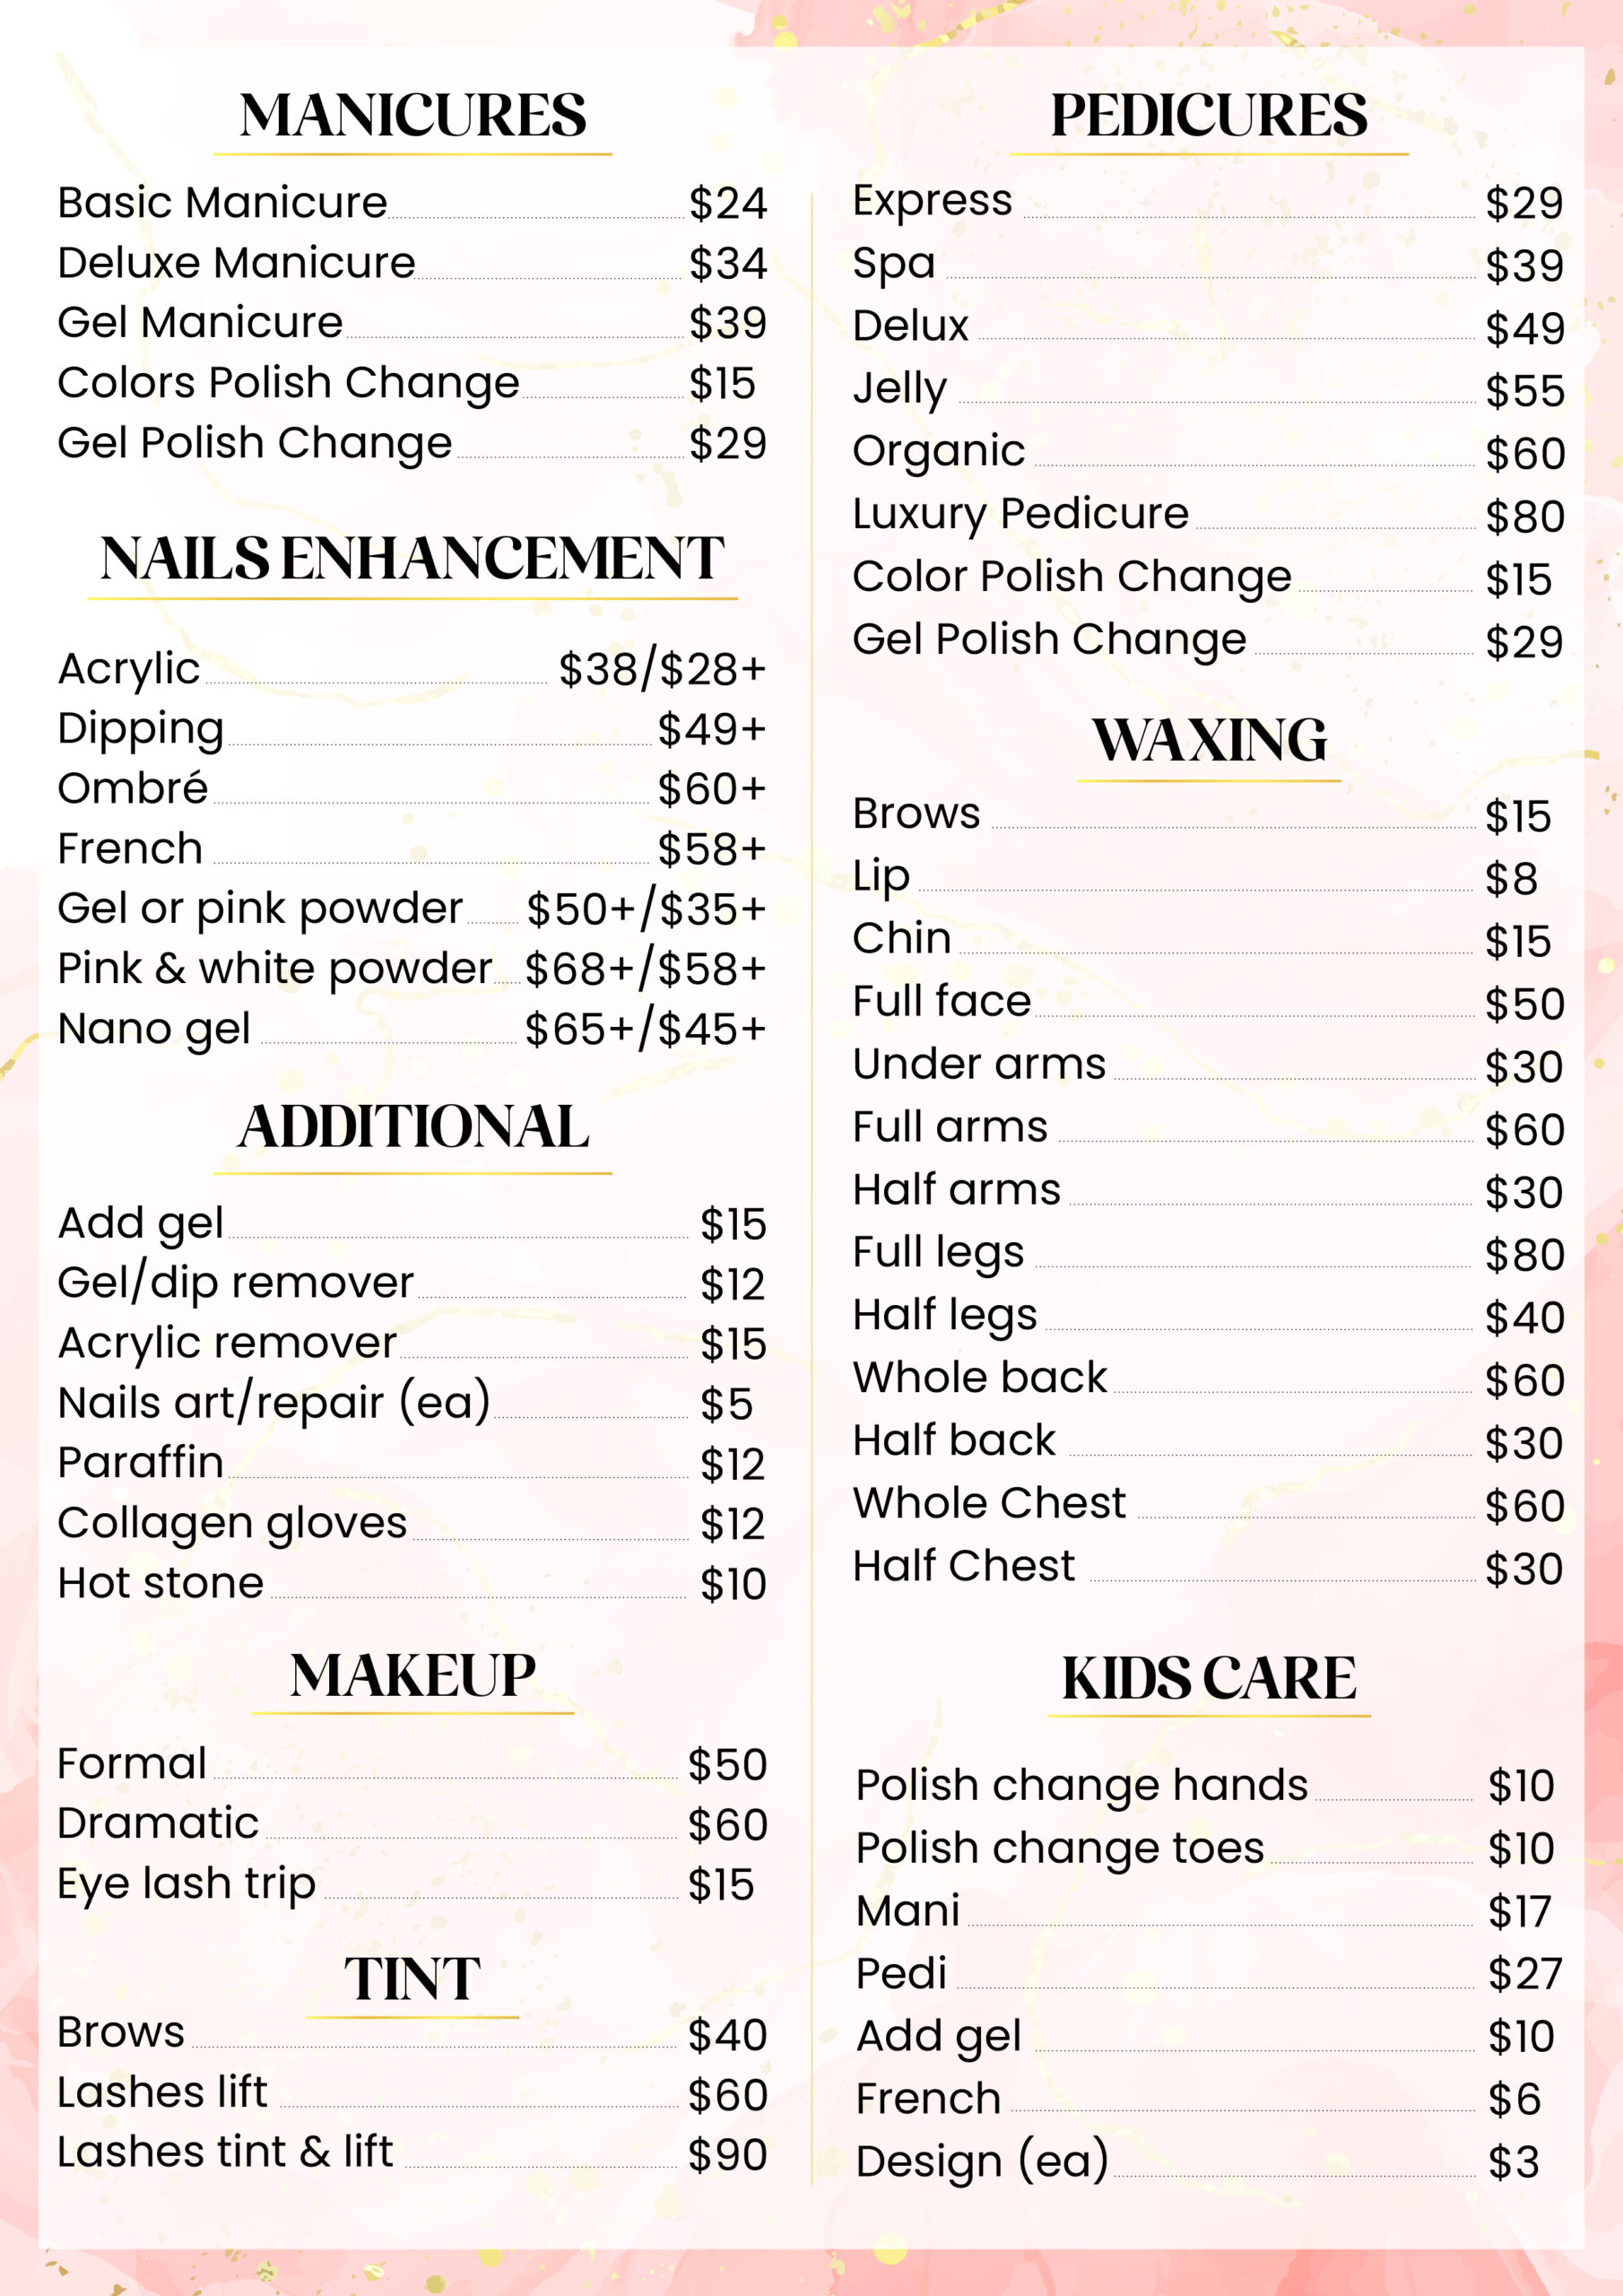 MANICURES
Basic Manicure $24
Deluxe Manicure $34
Gel Manicure $39
Colors Polish Change $15
Gel Polish Change $29
NAILS ENHANCEMENT
Acrylic $38/$28+
Dipping $49+
Ombré $60+
French $58+
Gel or pink powder $50+/$35+
Pink & white powder $68+/$58+
Nano gel $65+/$45+
ADDITIONAL
Add gel $15
Gel/dip remover $12
Acrylic remover $15
Nails art/repair (ea) $5
Paraffin $12
Collagen gloves $12
Hot stone $10
MAKEUP
Formal $50
Dramatic $60
Eye lash trip $15
TINT
Brows $40
Lashes lift $60
Lashes tint & lift $90
PEDICURES
Express $29
Spa $39
Delux $49
Jelly $55
Organic $60
Luxury Pedicure $80
Color Polish Change $15
Gel Polish Change $29
WAXING
Brows $15
Lip $8
Chin $15
Full face $50
Under arms $30
Full arms $60
Half arms $30
Full legs $80
Half legs $40
Whole back $60
Half back $30
Whole Chest $60
Half Chest $30
KIDS CARE
Polish change hands $10
Polish change toes $10
Mani $17
Pedi $27
Add gel $10
French $6
Design (ea) $3